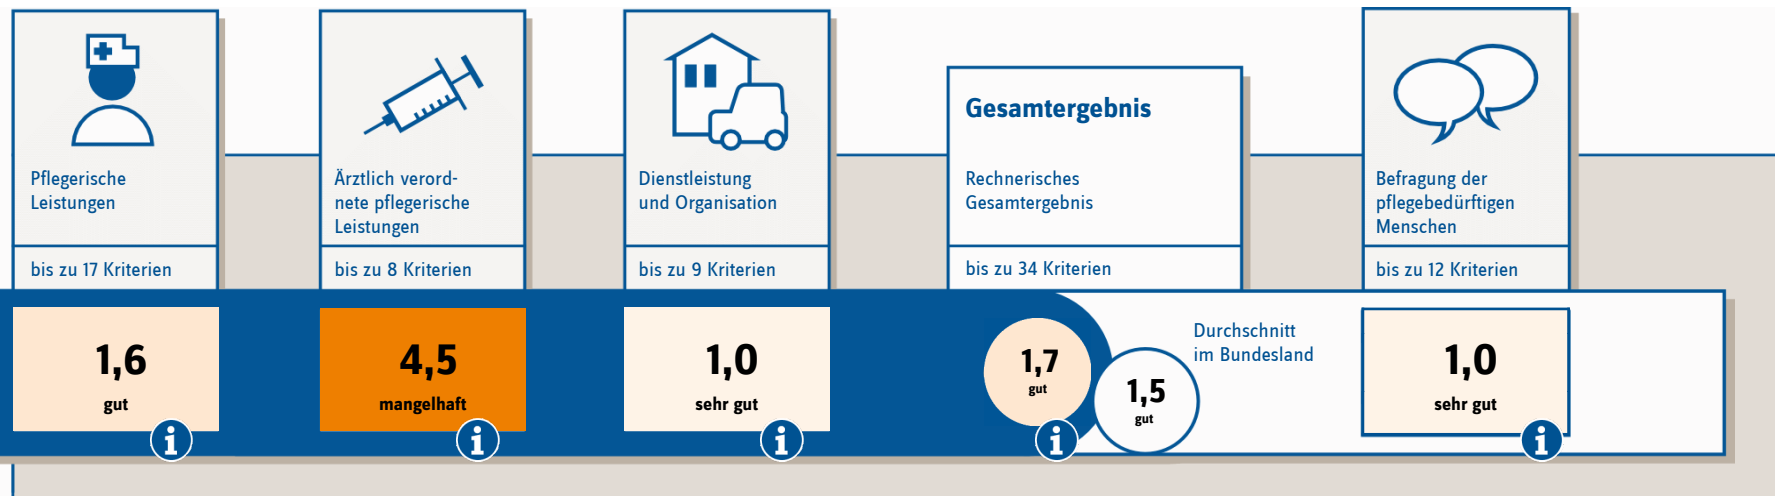 Pflegerische
Leistungen
bis zu 17 Kriterien
1,6
gut
i
Ärztlich verord-
nete pflegerische
Leistungen
bis zu 8 Kriterien
4,5
mangelhaft
i
Dienstleistung
und Organisation
bis zu 9 Kriterien
1,0
sehr gut
i
Gesamtergebnis
Rechnerisches
Gesamtergebnis
bis zu 34 Kriterien
1,7
gut
i
Durchschnitt
im Bundesland
1,5
gut
Befragung der
pflegebedürftigen
Menschen
bis zu 12 Kriterien
1,0
sehr gut
i